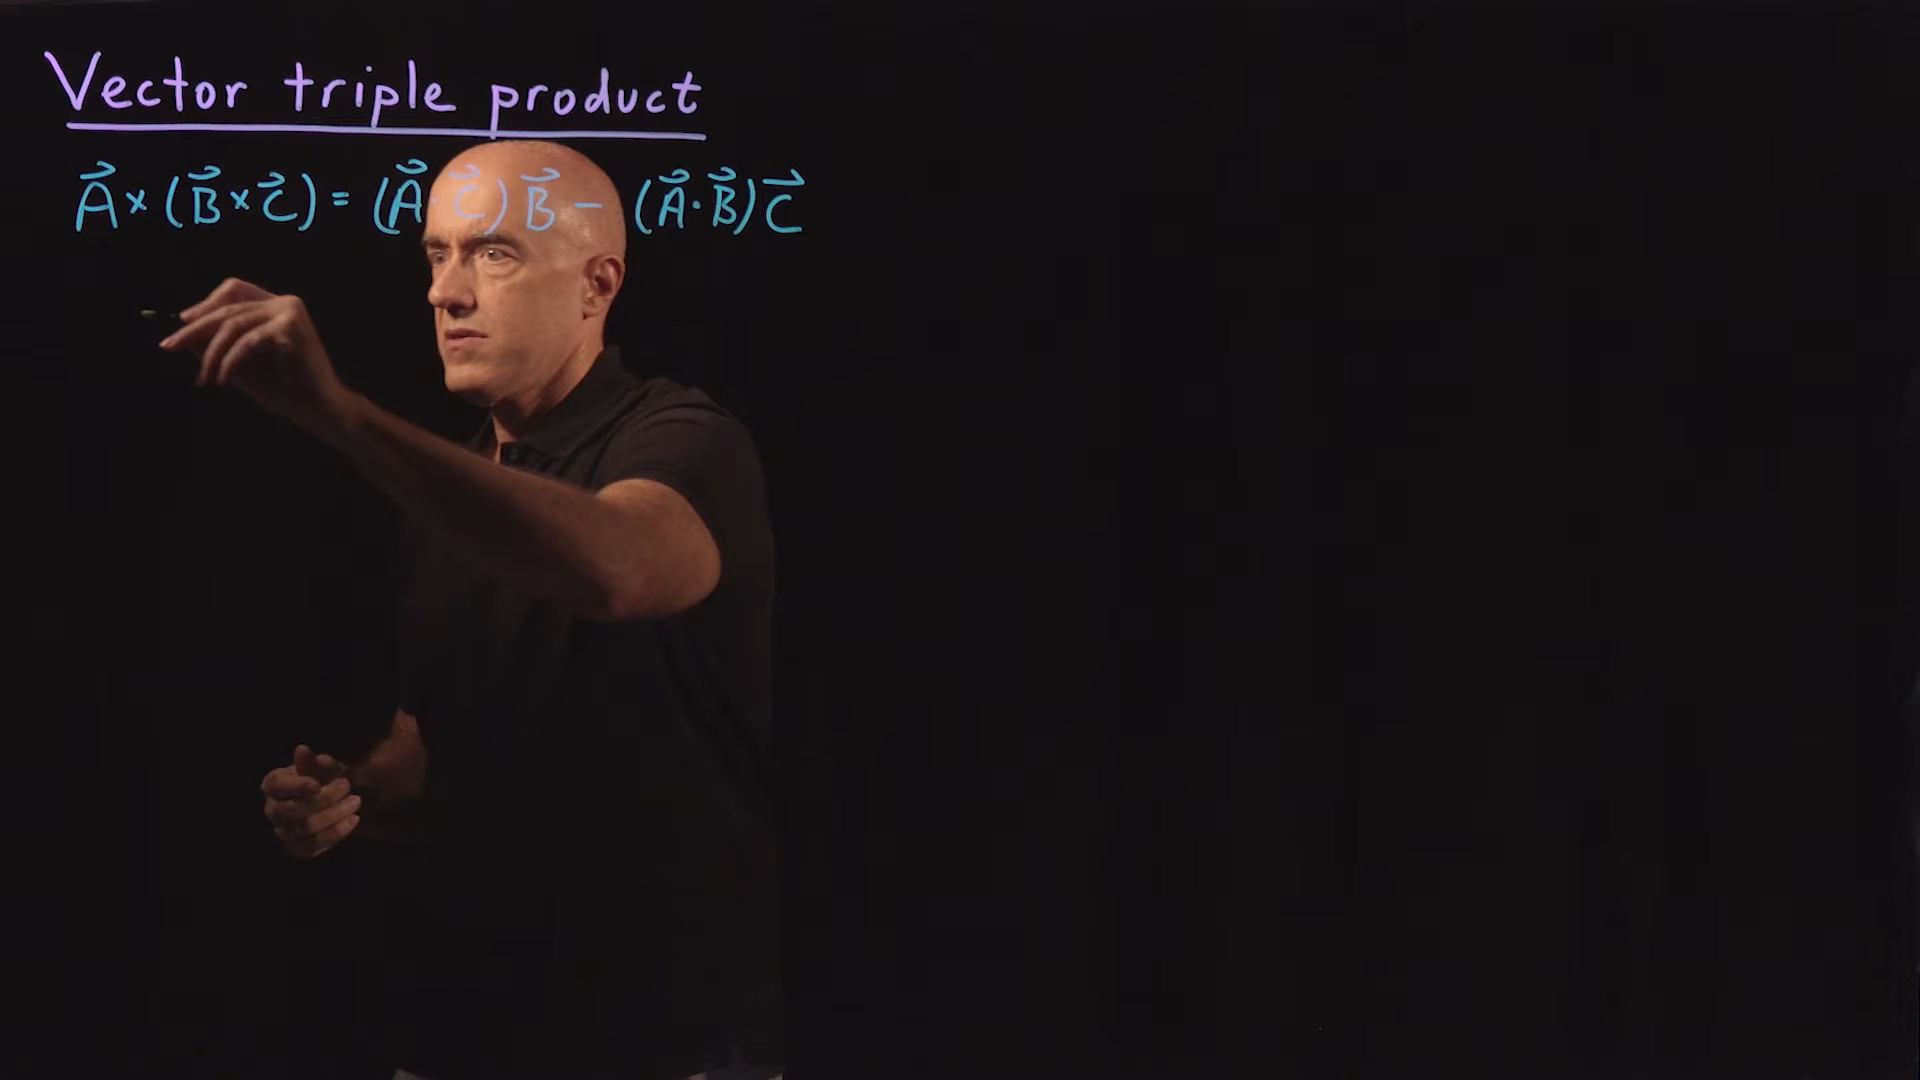 Vector triple product
A⃗ × (B⃗ × C⃗) = (A⃗ · C⃗) B⃗ − (A⃗ · B⃗) C⃗